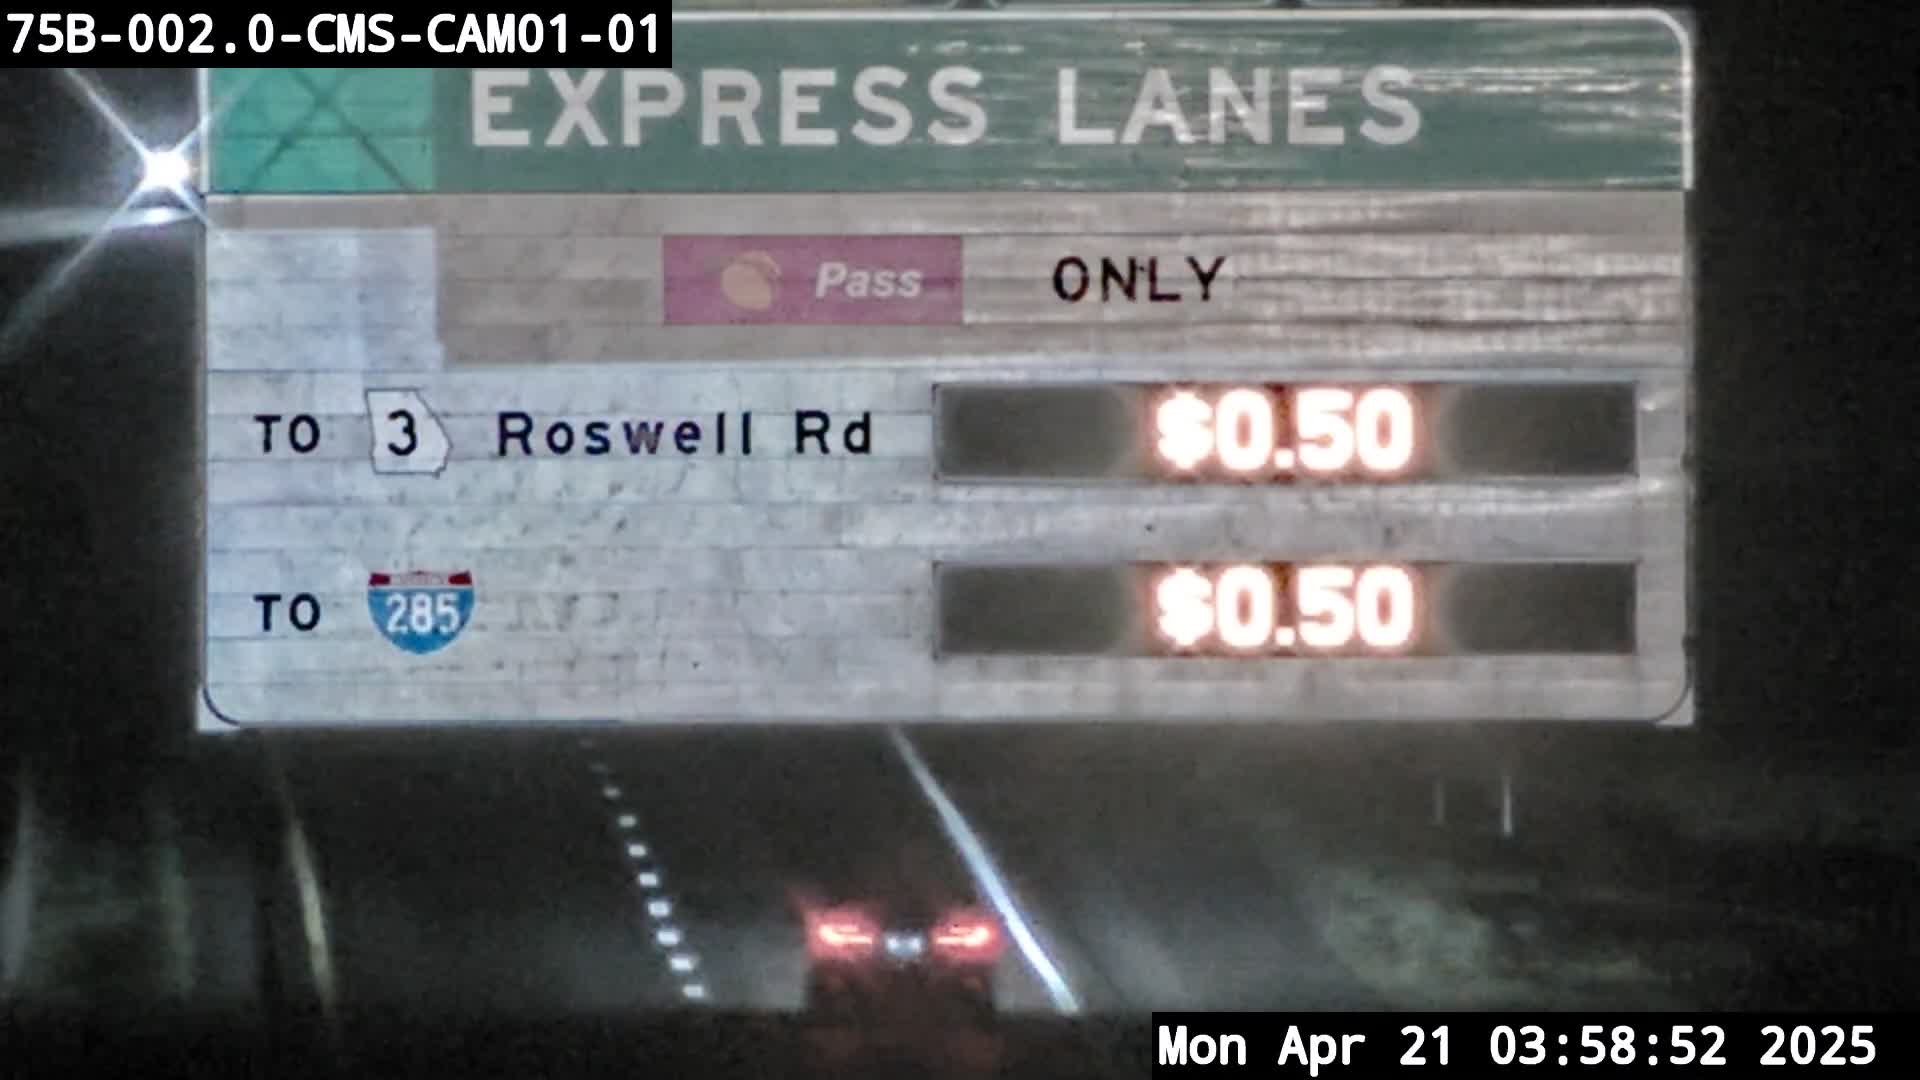 75B-002.0-CMS-CAM01-01
EXPRESS LANES
Pass ONLY
TO 3 Roswell Rd $0.50
TO 285 $0.50
Mon Apr 21 03:58:52 2025